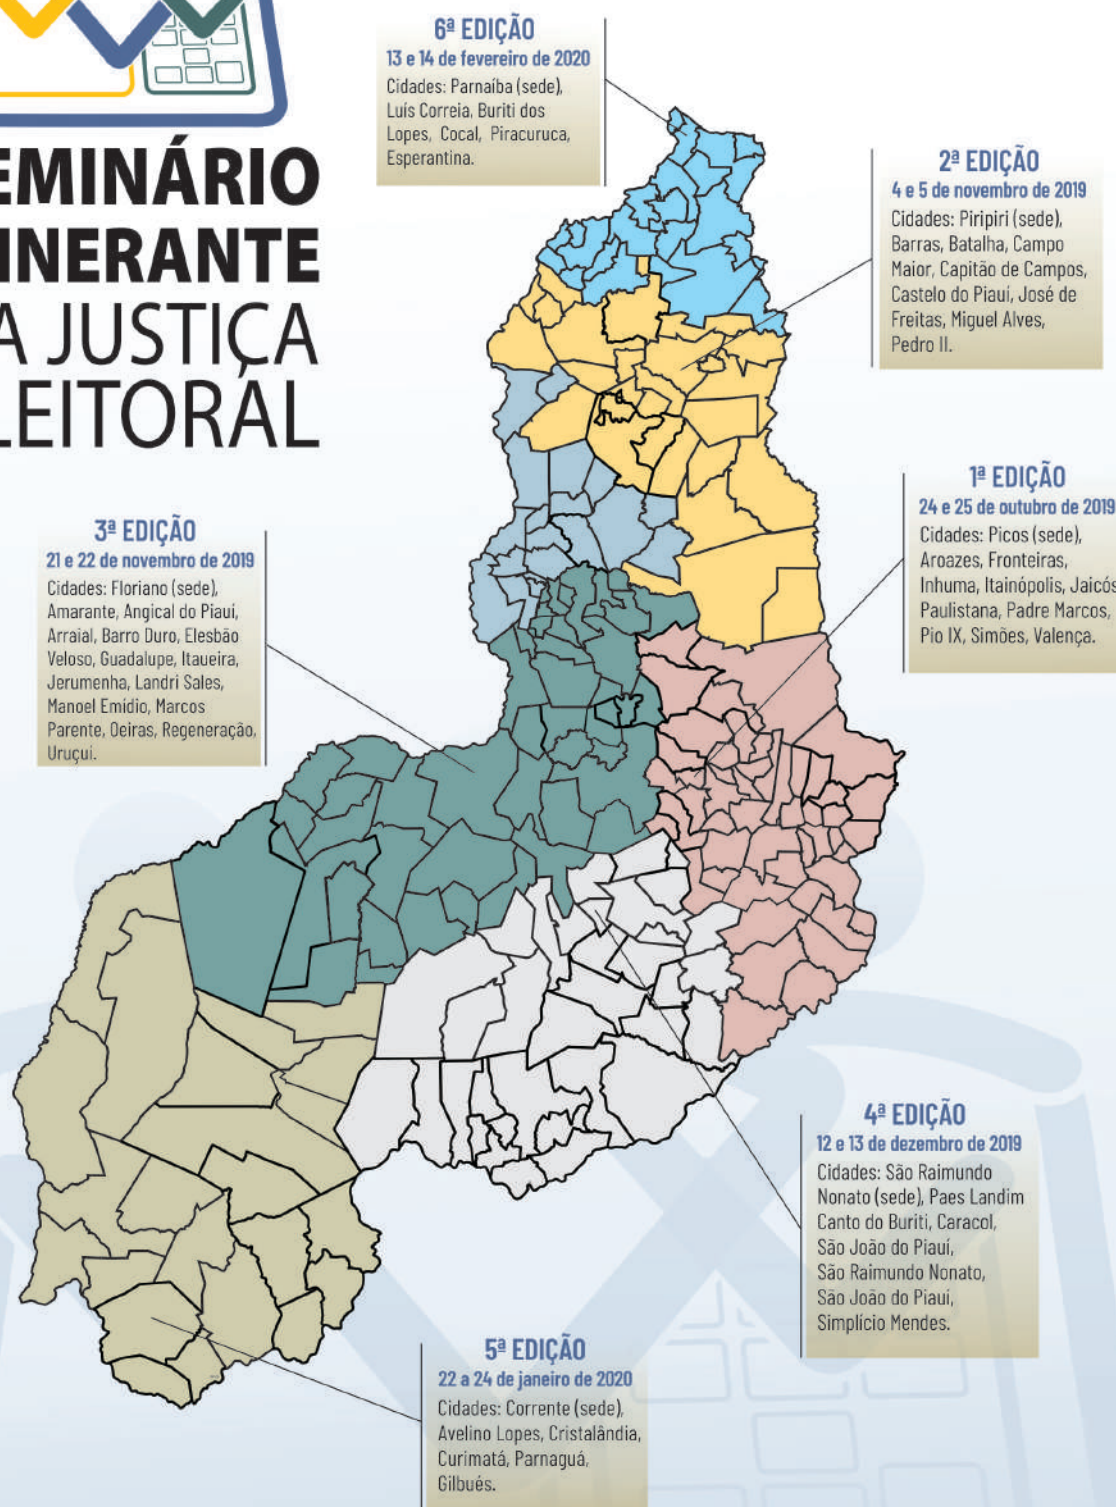 EMINÁRIO
INERANTE
A JUSTIÇA
LEITORAL
6ª EDIÇÃO
13 e 14 de fevereiro de 2020
Cidades: Parnaíba (sede),
Luís Correia, Buriti dos
Lopes, Cocal, Piracuruca,
Esperantina.
2ª EDIÇÃO
4 e 5 de novembro de 2019
Cidades: Piripiri (sede),
Barras, Batalha, Campo
Maior, Capitão de Campos,
Castelo do Piauí, José de
Freitas, Miguel Alves,
Pedro II.
1ª EDIÇÃO
24 e 25 de outubro de 2019
Cidades: Picos (sede),
Aroazes, Fronteiras,
Inhuma, Itainópolis, Jaicós
Paulistana, Padre Marcos,
Pio IX, Simões, Valença.
3ª EDIÇÃO
21 e 22 de novembro de 2019
Cidades: Floriano (sede),
Amarante, Angical do Piauí,
Arraial, Barro Duro, Elesbão
Veloso, Guadalupe, Itaueira,
Jerumenha, Landri Sales,
Manoel Emídio, Marcos
Parente, Oeiras, Regeneração,
Uruçuí.
4ª EDIÇÃO
12 e 13 de dezembro de 2019
Cidades: São Raimundo
Nonato (sede), Paes Landim
Canto do Buriti, Caracol,
São João do Piauí,
São Raimundo Nonato,
São João do Piauí,
Simplício Mendes.
5ª EDIÇÃO
22 a 24 de janeiro de 2020
Cidades: Corrente (sede),
Avelino Lopes, Cristalândia,
Curimatá, Parnaguá,
Gilbués.